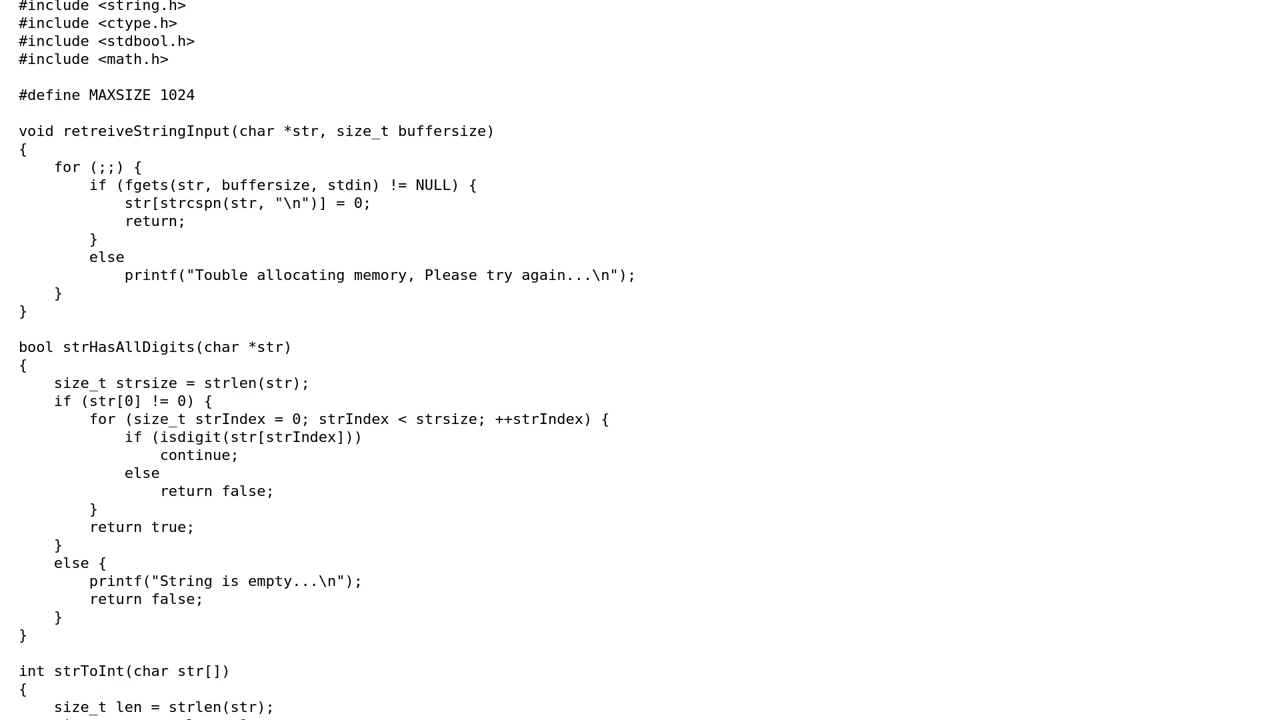 #include <string.h>
#include <ctype.h>
#include <stdbool.h>
#include <math.h>

#define MAXSIZE 1024

void retreiveStringInput(char *str, size_t buffersize)
{
    for (;;) {
        if (fgets(str, buffersize, stdin) != NULL) {
            str[strcspn(str, "\n")] = 0;
            return;
        }
        else
            printf("Touble allocating memory, Please try again...\n");
    }
}

bool strHasAllDigits(char *str)
{
    size_t strsize = strlen(str);
    if (str[0] != 0) {
        for (size_t strIndex = 0; strIndex < strsize; ++strIndex) {
            if (isdigit(str[strIndex]))
                continue;
            else
                return false;
        }
        return true;
    }
    else {
        printf("String is empty...\n");
        return false;
    }
}

int strToInt(char str[])
{
    size_t len = strlen(str);